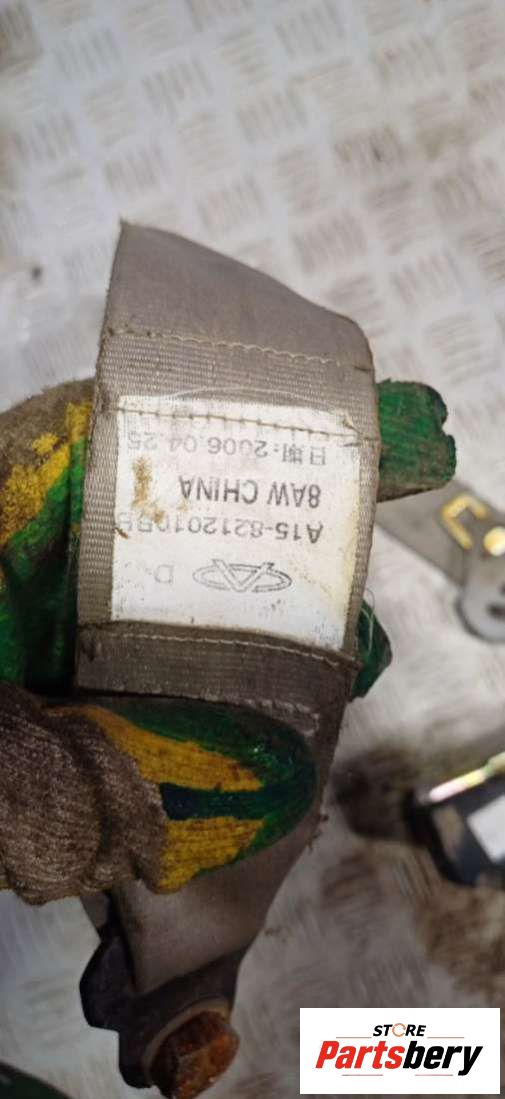 D
A15-8212010BB
8AW CHINA
日期:2006.04.25
STORE
Partsbery